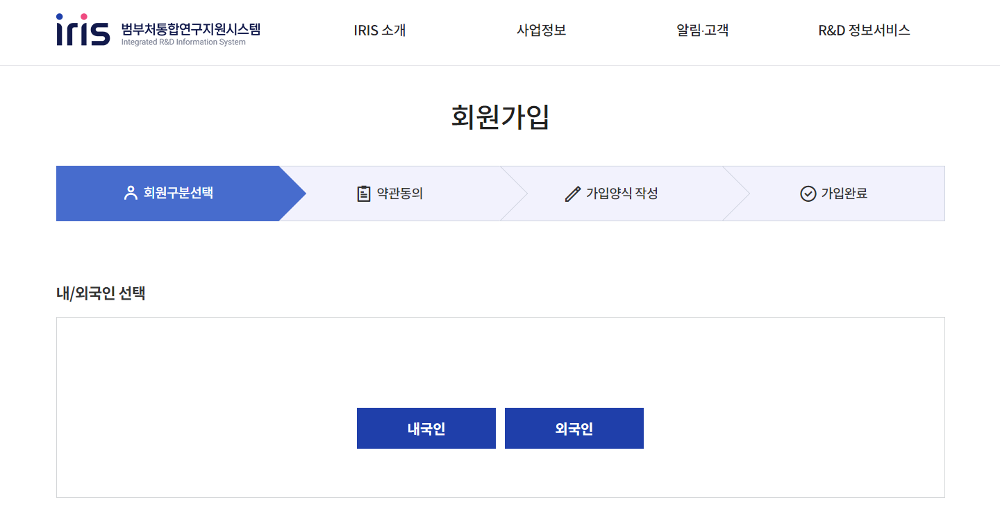 iris 범부처통합연구지원시스템
Integrated R&D Information System
IRIS 소개
사업정보
알림·고객
R&D 정보서비스
회원가입
회원구분선택
약관동의
가입양식 작성
가입완료
내/외국인 선택
내국인
외국인